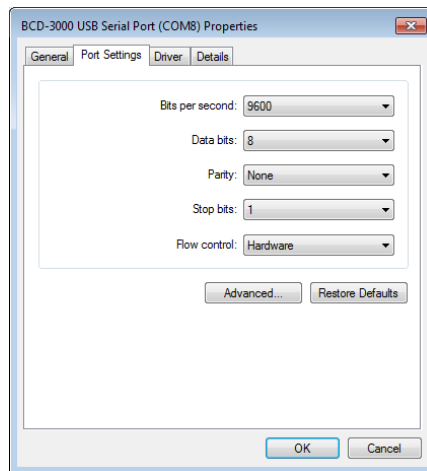 BCD-3000 USB Serial Port (COM8) Properties
General Port Settings Driver Details
Bits per second: 9600
Data bits: 8
Parity: None
Stop bits: 1
Flow control: Hardware
Advanced... Restore Defaults
OK Cancel